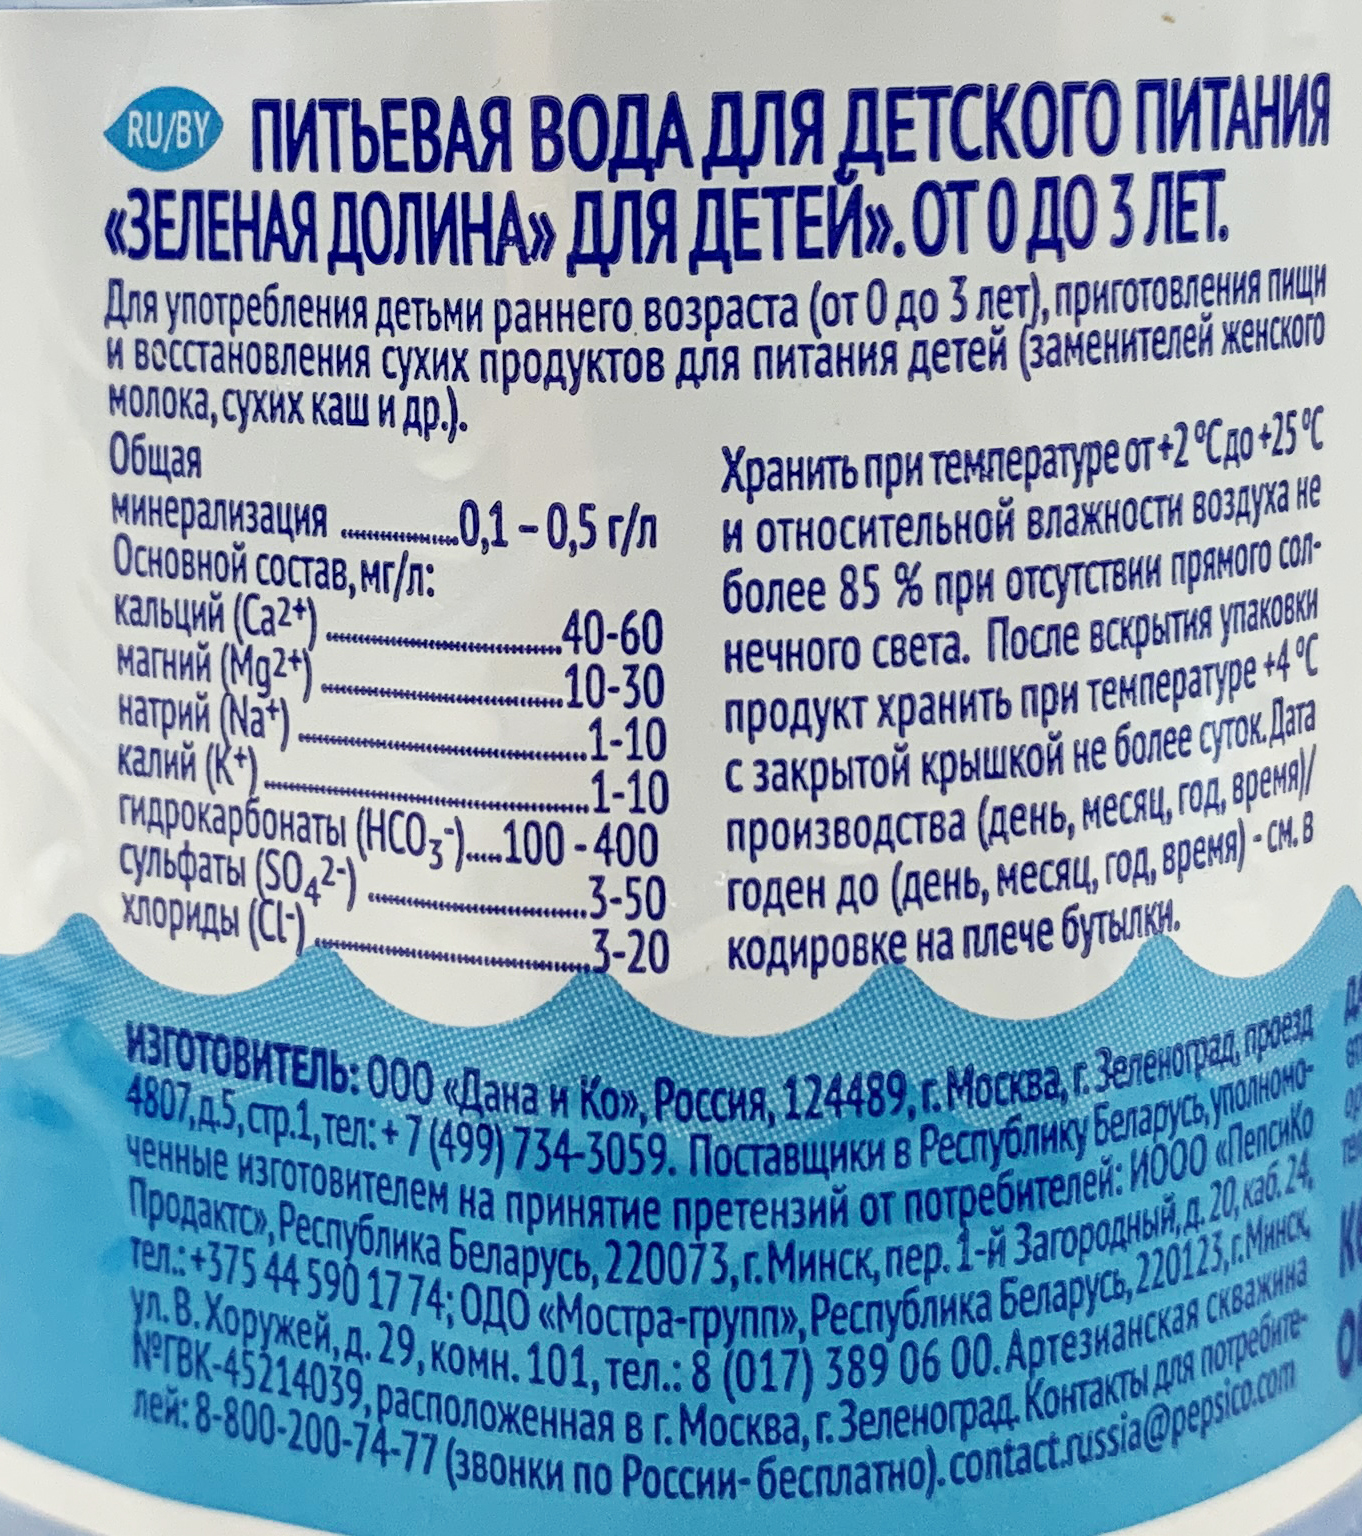 RU/BY ПИТЬЕВАЯ ВОДА ДЛЯ ДЕТСКОГО ПИТАНИЯ
«ЗЕЛЕНАЯ ДОЛИНА» ДЛЯ ДЕТЕЙ». ОТ 0 ДО 3 ЛЕТ.
Для употребления детьми раннего возраста (от 0 до 3 лет), приготовления пищи
и восстановления сухих продуктов для питания детей (заменителей женского
молока, сухих каш и др.).
Общая
минерализация ..............0,1 – 0,5 г/л
Основной состав, мг/л:
кальций (Ca2+) ..............40-60
магний (Mg2+) ..............10-30
натрий (Na+) ..............1-10
калий (K+) ..............1-10
гидрокарбонаты (HCO3-)......100 - 400
сульфаты (SO42-) ..............3-50
хлориды (Cl-) ..............3-20
Хранить при температуре от +2 °C до +25 °C
и относительной влажности воздуха не
более 85 % при отсутствии прямого сол-
нечного света. После вскрытия упаковки
продукт хранить при температуре +4 °C
с закрытой крышкой не более суток. Дата
производства (день, месяц, год, время)/
годен до (день, месяц, год, время) - см. в
кодировке на плече бутылки.
ИЗГОТОВИТЕЛЬ: ООО «Дана и Ко», Россия, 124489, г. Москва, г. Зеленоград, проезд
4807, д.5, стр.1, тел: + 7 (499) 734-3059. Поставщики в Республику Беларусь, уполномо-
ченные изготовителем на принятие претензий от потребителей: ИООО «ПепсиКо
Продактс», Республика Беларусь, 220073, г. Минск, пер. 1-й Загородный, д. 20, каб. 24,
тел.: +375 44 590 17 74; ОДО «Мостра-групп», Республика Беларусь, 220123, г. Минск,
ул. В. Хоружей, д. 29, комн. 101, тел.: 8 (017) 389 06 00. Артезианская скважина
№ГВК-45214039, расположенная в г. Москва, г. Зеленоград. Контакты для потребите-
лей: 8-800-200-74-77 (звонки по России- бесплатно). contact.russia@pepsico.com